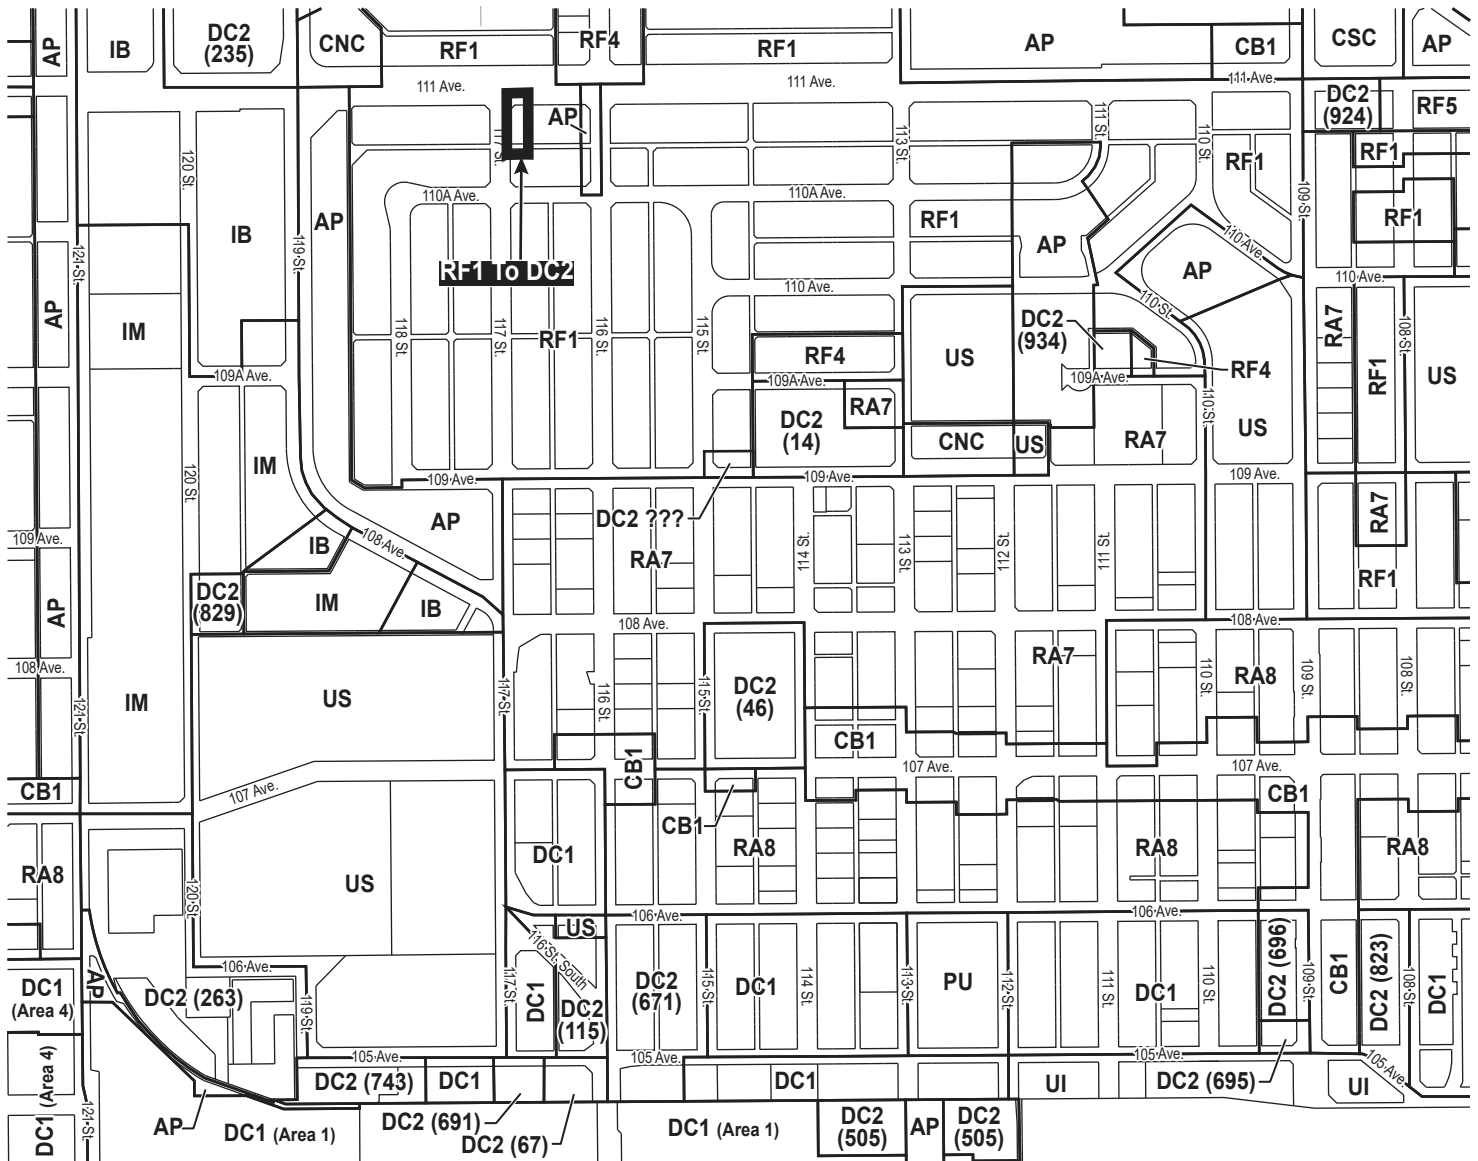 AP
IB
DC2
(235)
CNC
RF1
RF4
RF1
AP
CB1
CSC
AP
111 Ave.
111 Ave.
111 Ave.
DC2
(924)
RF5
AP
117 St.
113 St.
111 St.
110 St.
RF1
RF1
120 St.
110A Ave.
110A Ave.
109 St.
RF1
AP
IB
RF1
AP
110 Ave.
AP
121 St.
119 St.
RF1 To DC2
110 Ave.
110 Ave.
AP
IM
118 St.
117 St.
RF1
116 St.
115 St.
110 St.
DC2
(934)
RA7
108 St.
RF4
US
RF4
RF1
US
109A Ave.
109A Ave.
109A Ave.
110 St.
RA7
DC2
(14)
CNC
US
RA7
US
IM
120 St.
109 Ave.
109 Ave.
109 Ave.
AP
DC2 ???
RA7
109 Ave.
108 Ave.
IB
RA7
114 St.
113 St.
112 St.
111 St.
RF1
AP
DC2
(829)
IM
IB
108 Ave.
108 Ave.
108 Ave.
RA7
RA8
US
IM
121 St.
117 St.
116 St.
115 St.
DC2
(46)
110 St.
109 St.
108 St.
CB1
CB1
107 Ave.
107 Ave.
CB1
107 Ave.
CB1
CB1
RA8
DC1
RA8
RA8
RA8
US
120 St.
106 Ave.
106 Ave.
US
116 St. South
106 Ave.
AP
DC1
(Area 4)
DC2 (263)
119 St.
117 St.
DC1
DC2
(115)
DC2
(671)
115 St.
DC1
114 St.
113 St.
PU
112 St.
111 St.
DC1
110 St.
DC2 (696)
109 St.
CB1
DC2 (823)
108 St.
DC1
105 Ave.
105 Ave.
105 Ave.
105 Ave.
DC1 (Area 4)
DC2 (743)
DC1
DC1
UI
DC2 (695)
UI
121 St.
DC1
AP
DC1 (Area 1)
DC2 (691)
DC2 (67)
DC1 (Area 1)
DC2
(505)
AP
DC2
(505)